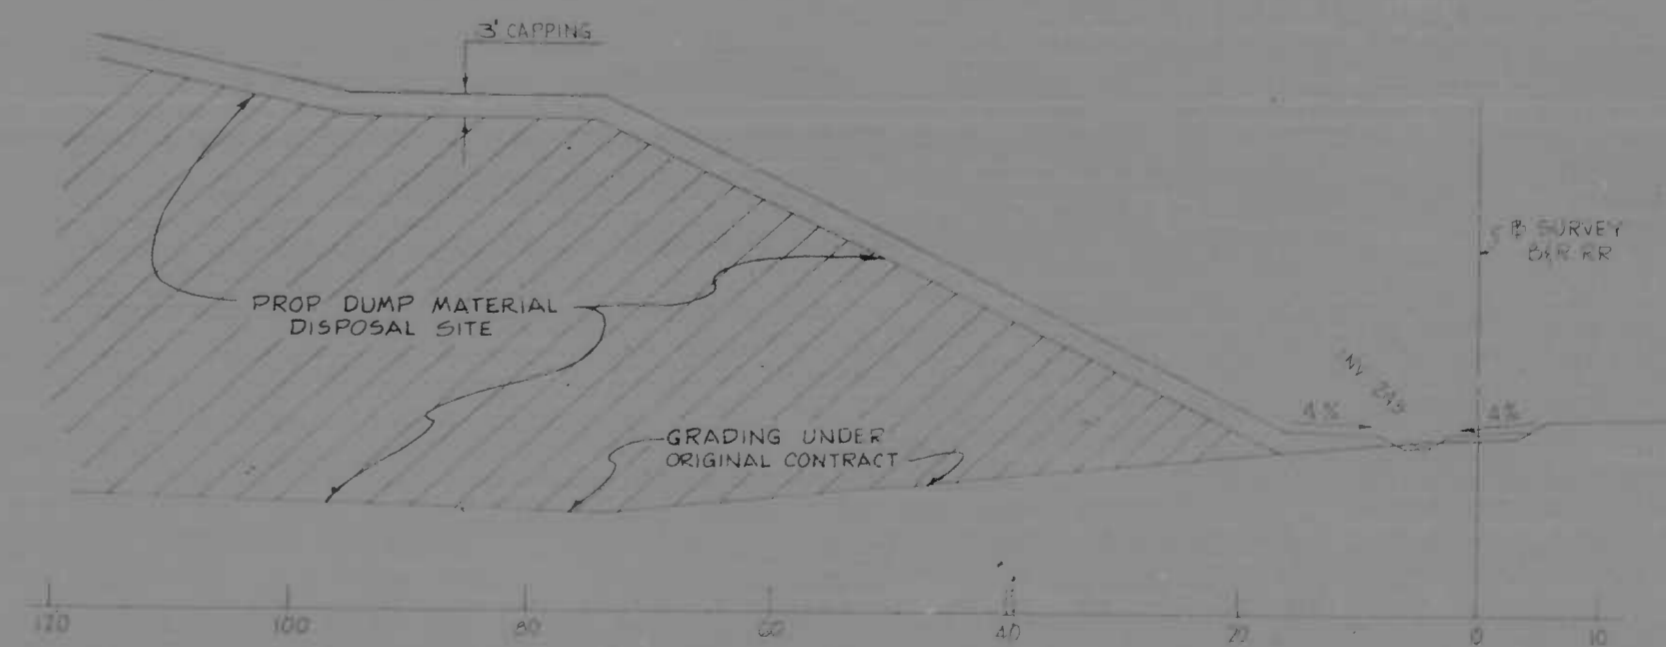 3' CAPPING
B SURVEY
B&R RR
PROP DUMP MATERIAL
DISPOSAL SITE
4%
4%
GRADING UNDER
ORIGINAL CONTRACT
120 100 80 60 40 20 0 10